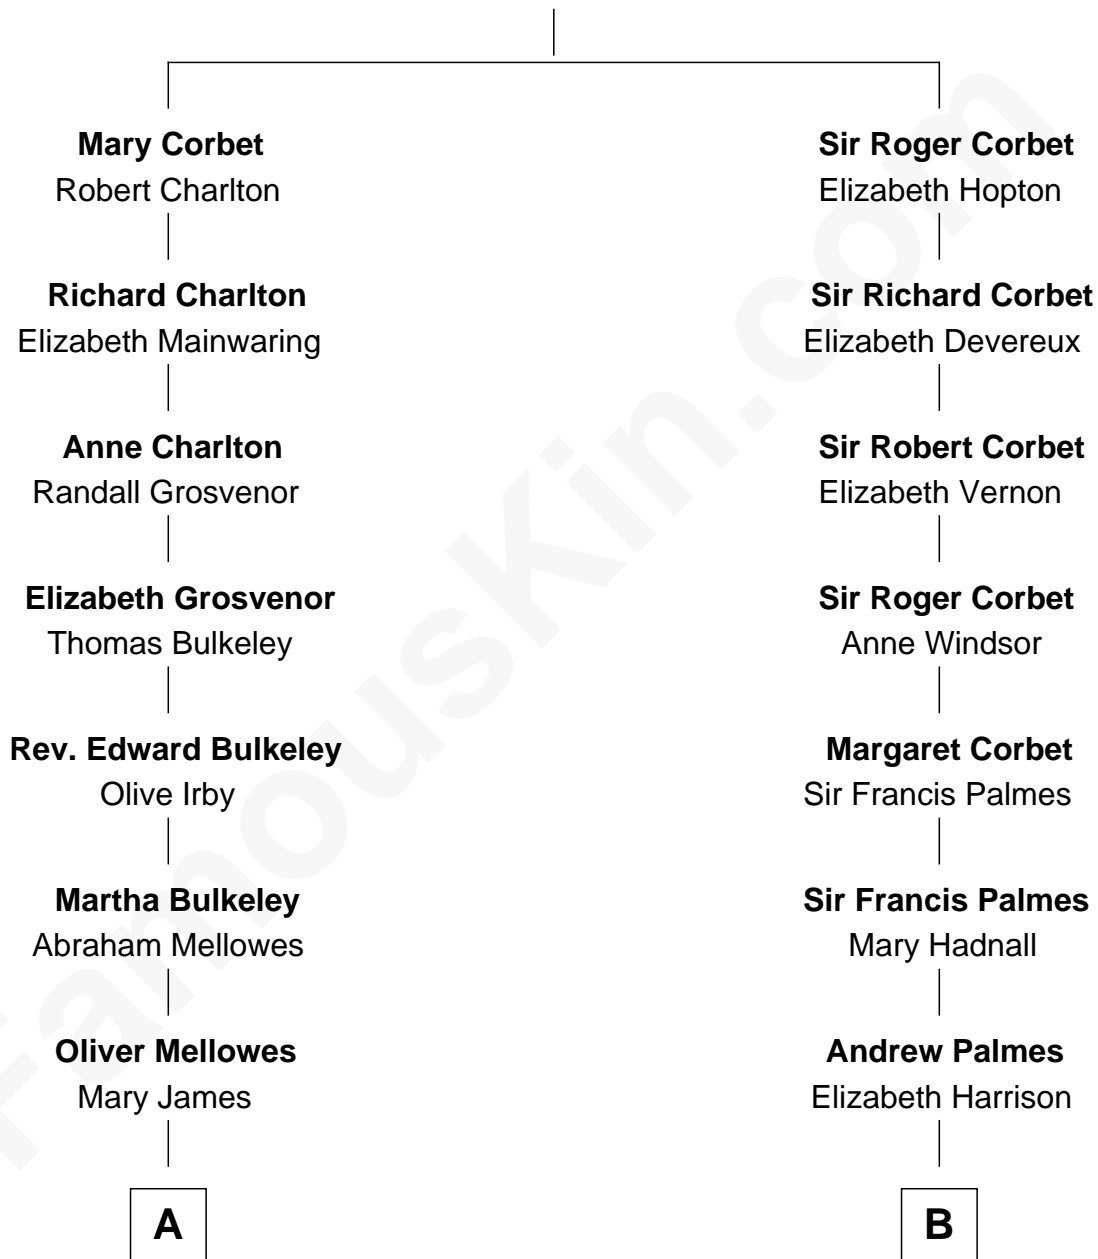 Mary Corbet
Robert Charlton
Richard Charlton
Elizabeth Mainwaring
Anne Charlton
Randall Grosvenor
Elizabeth Grosvenor
Thomas Bulkeley
Rev. Edward Bulkeley
Olive Irby
Martha Bulkeley
Abraham Mellowes
Oliver Mellowes
Mary James
A
Sir Roger Corbet
Elizabeth Hopton
Sir Richard Corbet
Elizabeth Devereux
Sir Robert Corbet
Elizabeth Vernon
Sir Roger Corbet
Anne Windsor
Margaret Corbet
Sir Francis Palmes
Sir Francis Palmes
Mary Hadnall
Andrew Palmes
Elizabeth Harrison
B
FamousKin.com